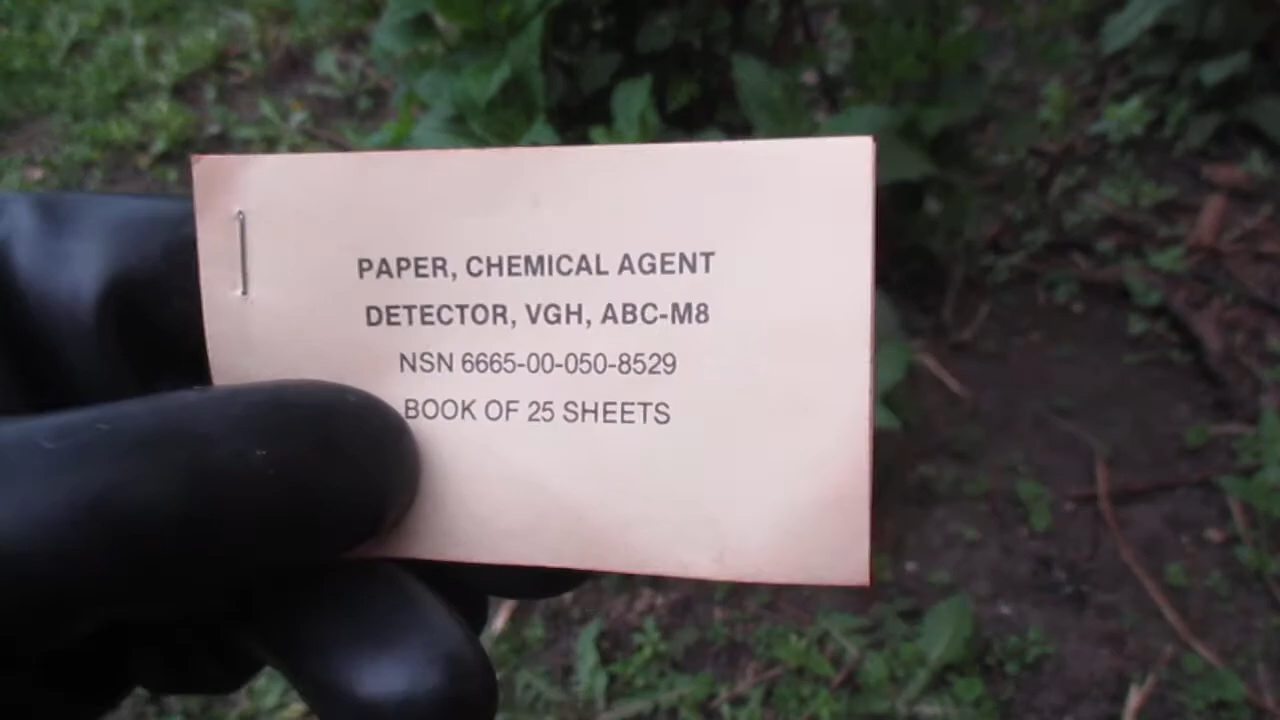 PAPER, CHEMICAL AGENT
DETECTOR, VGH, ABC-M8
NSN 6665-00-050-8529
BOOK OF 25 SHEETS